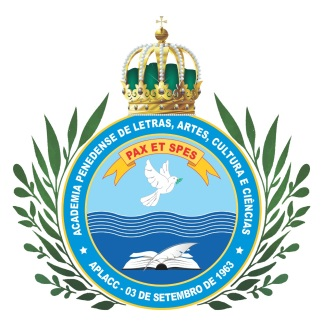 ACADEMIA PENEDENSE DE LETRAS, ARTES, CULTURA E CIÊNCIAS
PAX ET SPES
APLACC - 03 DE SETEMBRO DE 1963